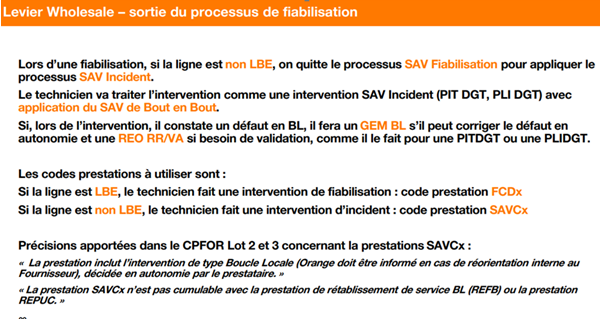 Levier Wholesale – sortie du processus de fiabilisation
Lors d’une fiabilisation, si la ligne est non LBE, on quitte le processus SAV Fiabilisation pour appliquer le
processus SAV Incident.
Le technicien va traiter l’intervention comme une intervention SAV Incident (PIT DGT, PLI DGT) avec
application du SAV de Bout en Bout.
Si, lors de l’intervention, il constate un défaut en BL, il fera un GEM BL s’il peut corriger le défaut en
autonomie et une REO RR/VA si besoin de validation, comme il le fait pour une PITDGT ou une PLIDGT.
Les codes prestations à utiliser sont :
Si la ligne est LBE, le technicien fait une intervention de fiabilisation : code prestation FCDx
Si la ligne est non LBE, le technicien fait une intervention d’incident : code prestation SAVCx
Précisions apportées dans le CPFOR Lot 2 et 3 concernant la prestations SAVCx :
« La prestation inclut l’intervention de type Boucle Locale (Orange doit être informé en cas de réorientation interne au
Fournisseur), décidée en autonomie par le prestataire. »
« La prestation SAVCx n’est pas cumulable avec la prestation de rétablissement de service BL (REFB) ou la prestation
REPUC. »